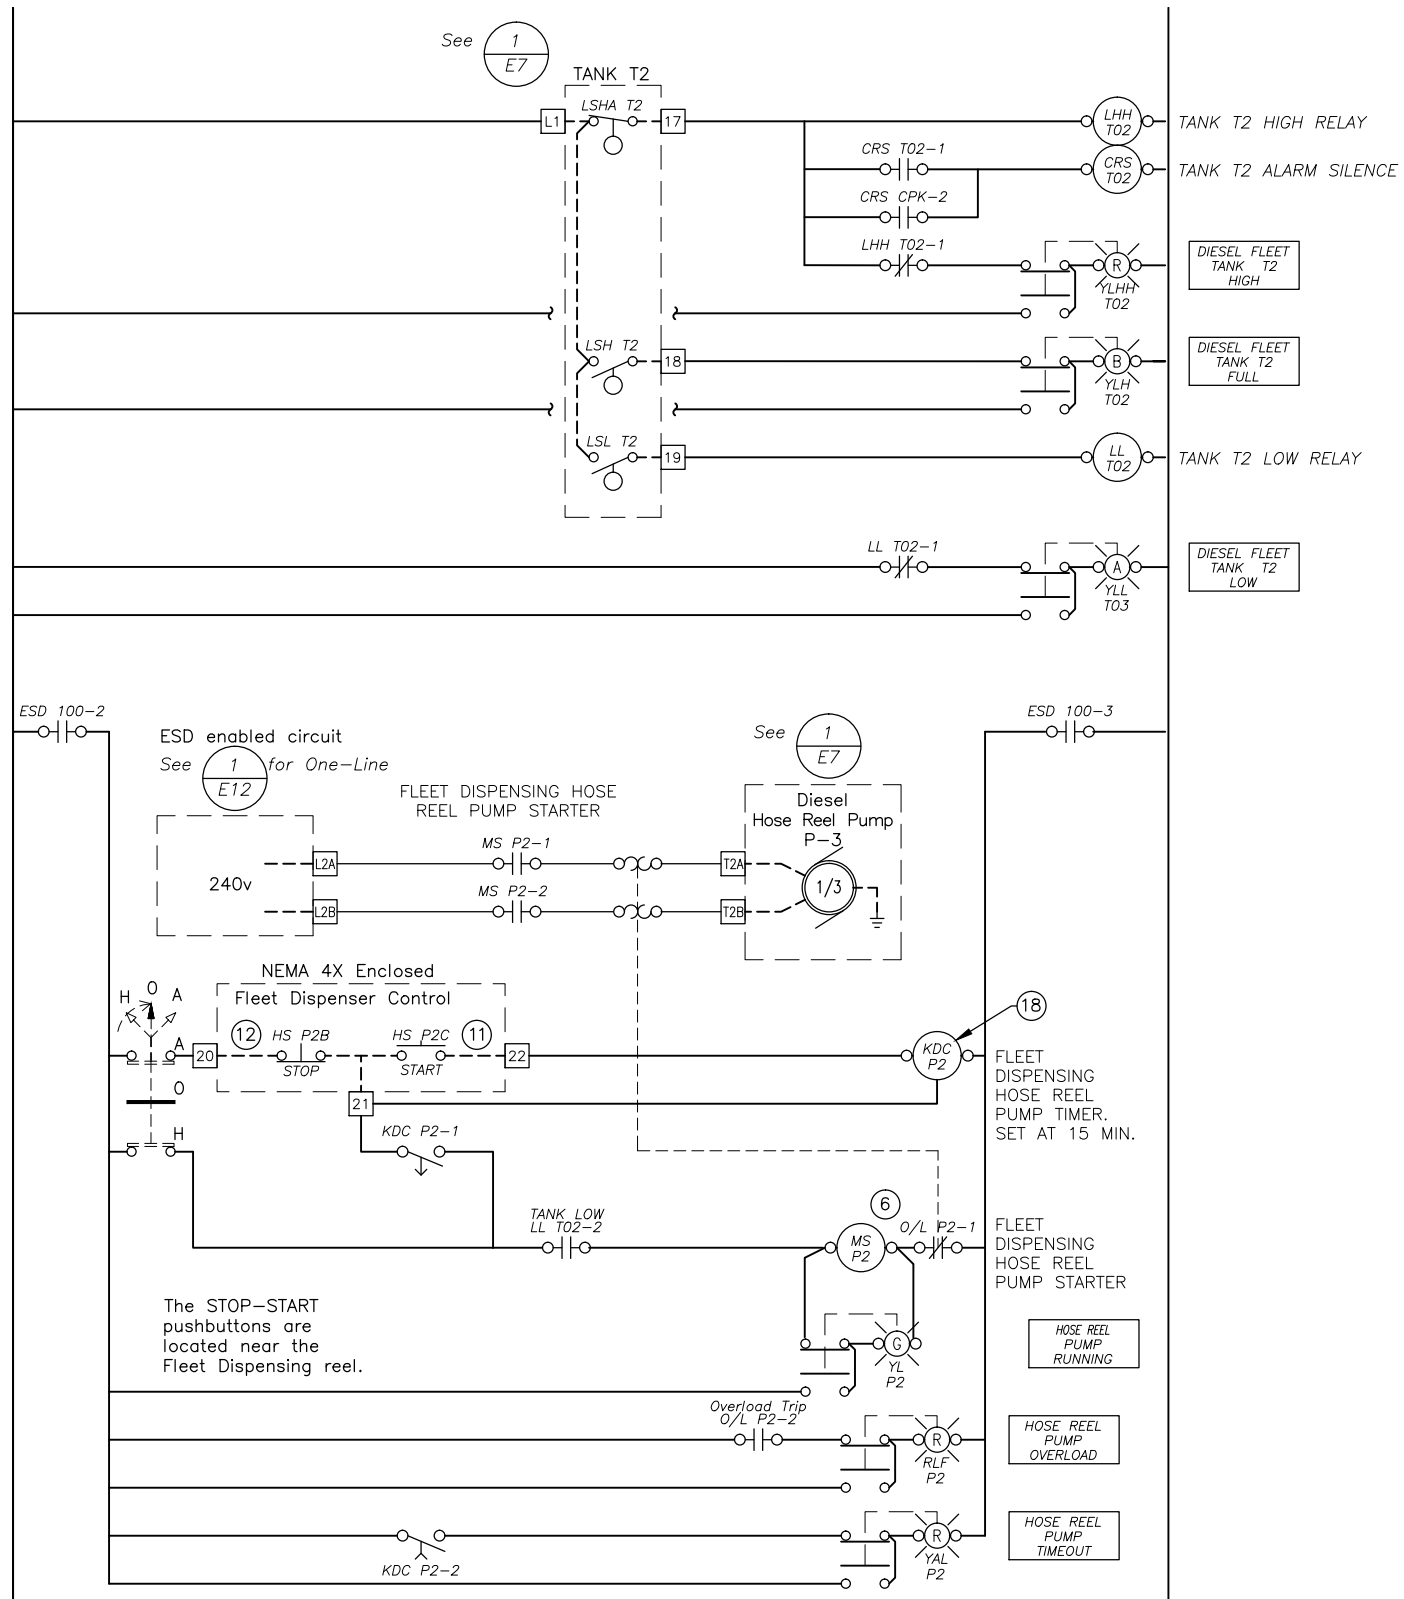 See
1
E7
TANK T2
L1
LSHA T2
17
LHH
T02
TANK T2 HIGH RELAY
CRS T02-1
CRS
T02
TANK T2 ALARM SILENCE
CRS CPK-2
LHH T02-1
R
YLHH
T02
DIESEL FLEET
TANK T2
HIGH
LSH T2
18
B
YLH
T02
DIESEL FLEET
TANK T2
FULL
LSL T2
19
LL
T02
TANK T2 LOW RELAY
LL T02-1
A
YLL
T03
DIESEL FLEET
TANK T2
LOW
ESD 100-2
ESD 100-3
ESD enabled circuit
See 1 for One-Line
E12
See
1
E7
FLEET DISPENSING HOSE
REEL PUMP STARTER
Diesel
Hose Reel Pump
P-3
240v
L2A
MS P2-1
T2A
1/3
L2B
MS P2-2
T2B
NEMA 4X Enclosed
Fleet Dispenser Control
H O A
A
O
H
20
12
HS P2B
STOP
HS P2C
START
11
22
21
18
KDC
P2
FLEET
DISPENSING
HOSE REEL
PUMP TIMER.
SET AT 15 MIN.
KDC P2-1
TANK LOW
LL T02-2
6
MS
P2
O/L P2-1
FLEET
DISPENSING
HOSE REEL
PUMP STARTER
The STOP-START
pushbuttons are
located near the
Fleet Dispensing reel.
G
YL
P2
HOSE REEL
PUMP
RUNNING
Overload Trip
O/L P2-2
R
RLF
P2
HOSE REEL
PUMP
OVERLOAD
KDC P2-2
R
YAL
P2
HOSE REEL
PUMP
TIMEOUT